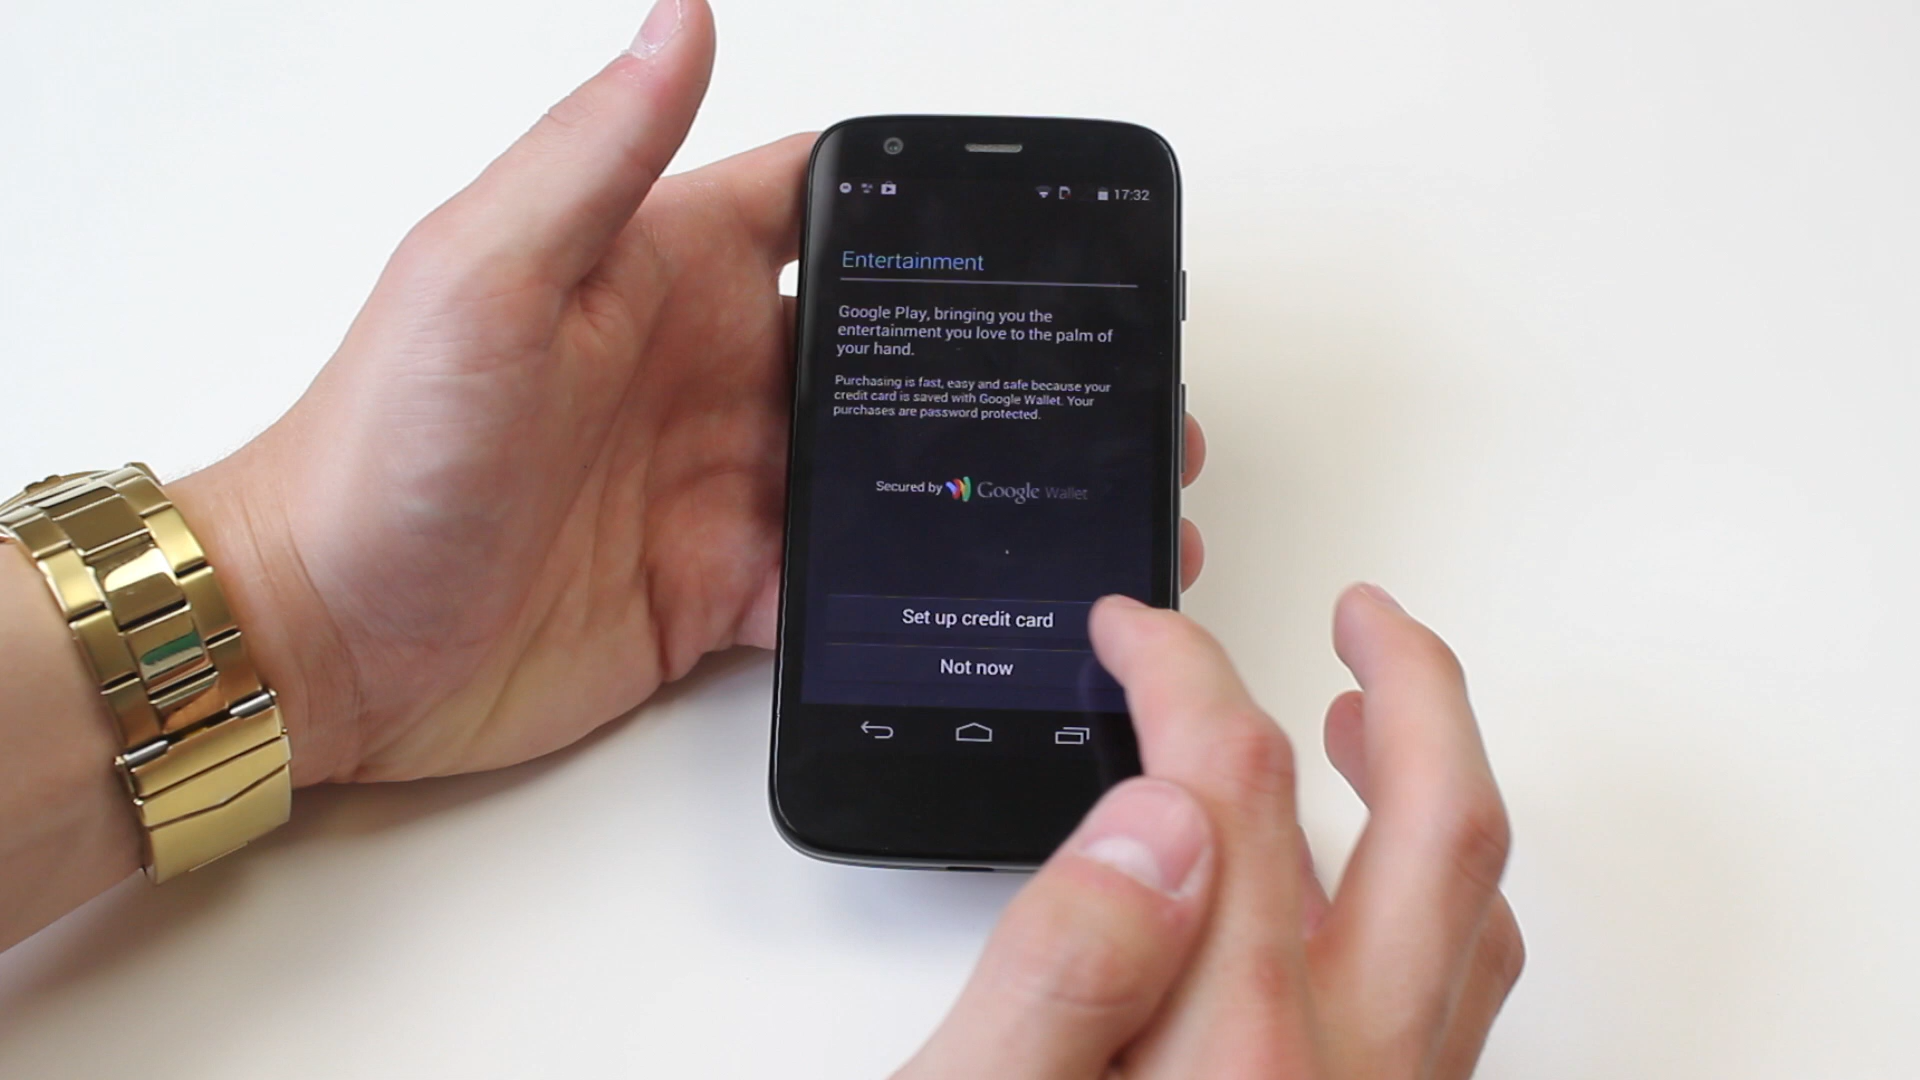 17:32
Entertainment
Google Play, bringing you the
entertainment you love to the palm of
your hand.
Purchasing is fast, easy and safe because your
credit card is saved with Google Wallet. Your
purchases are password protected.
Secured by Google Wallet
Set up credit card
Not now